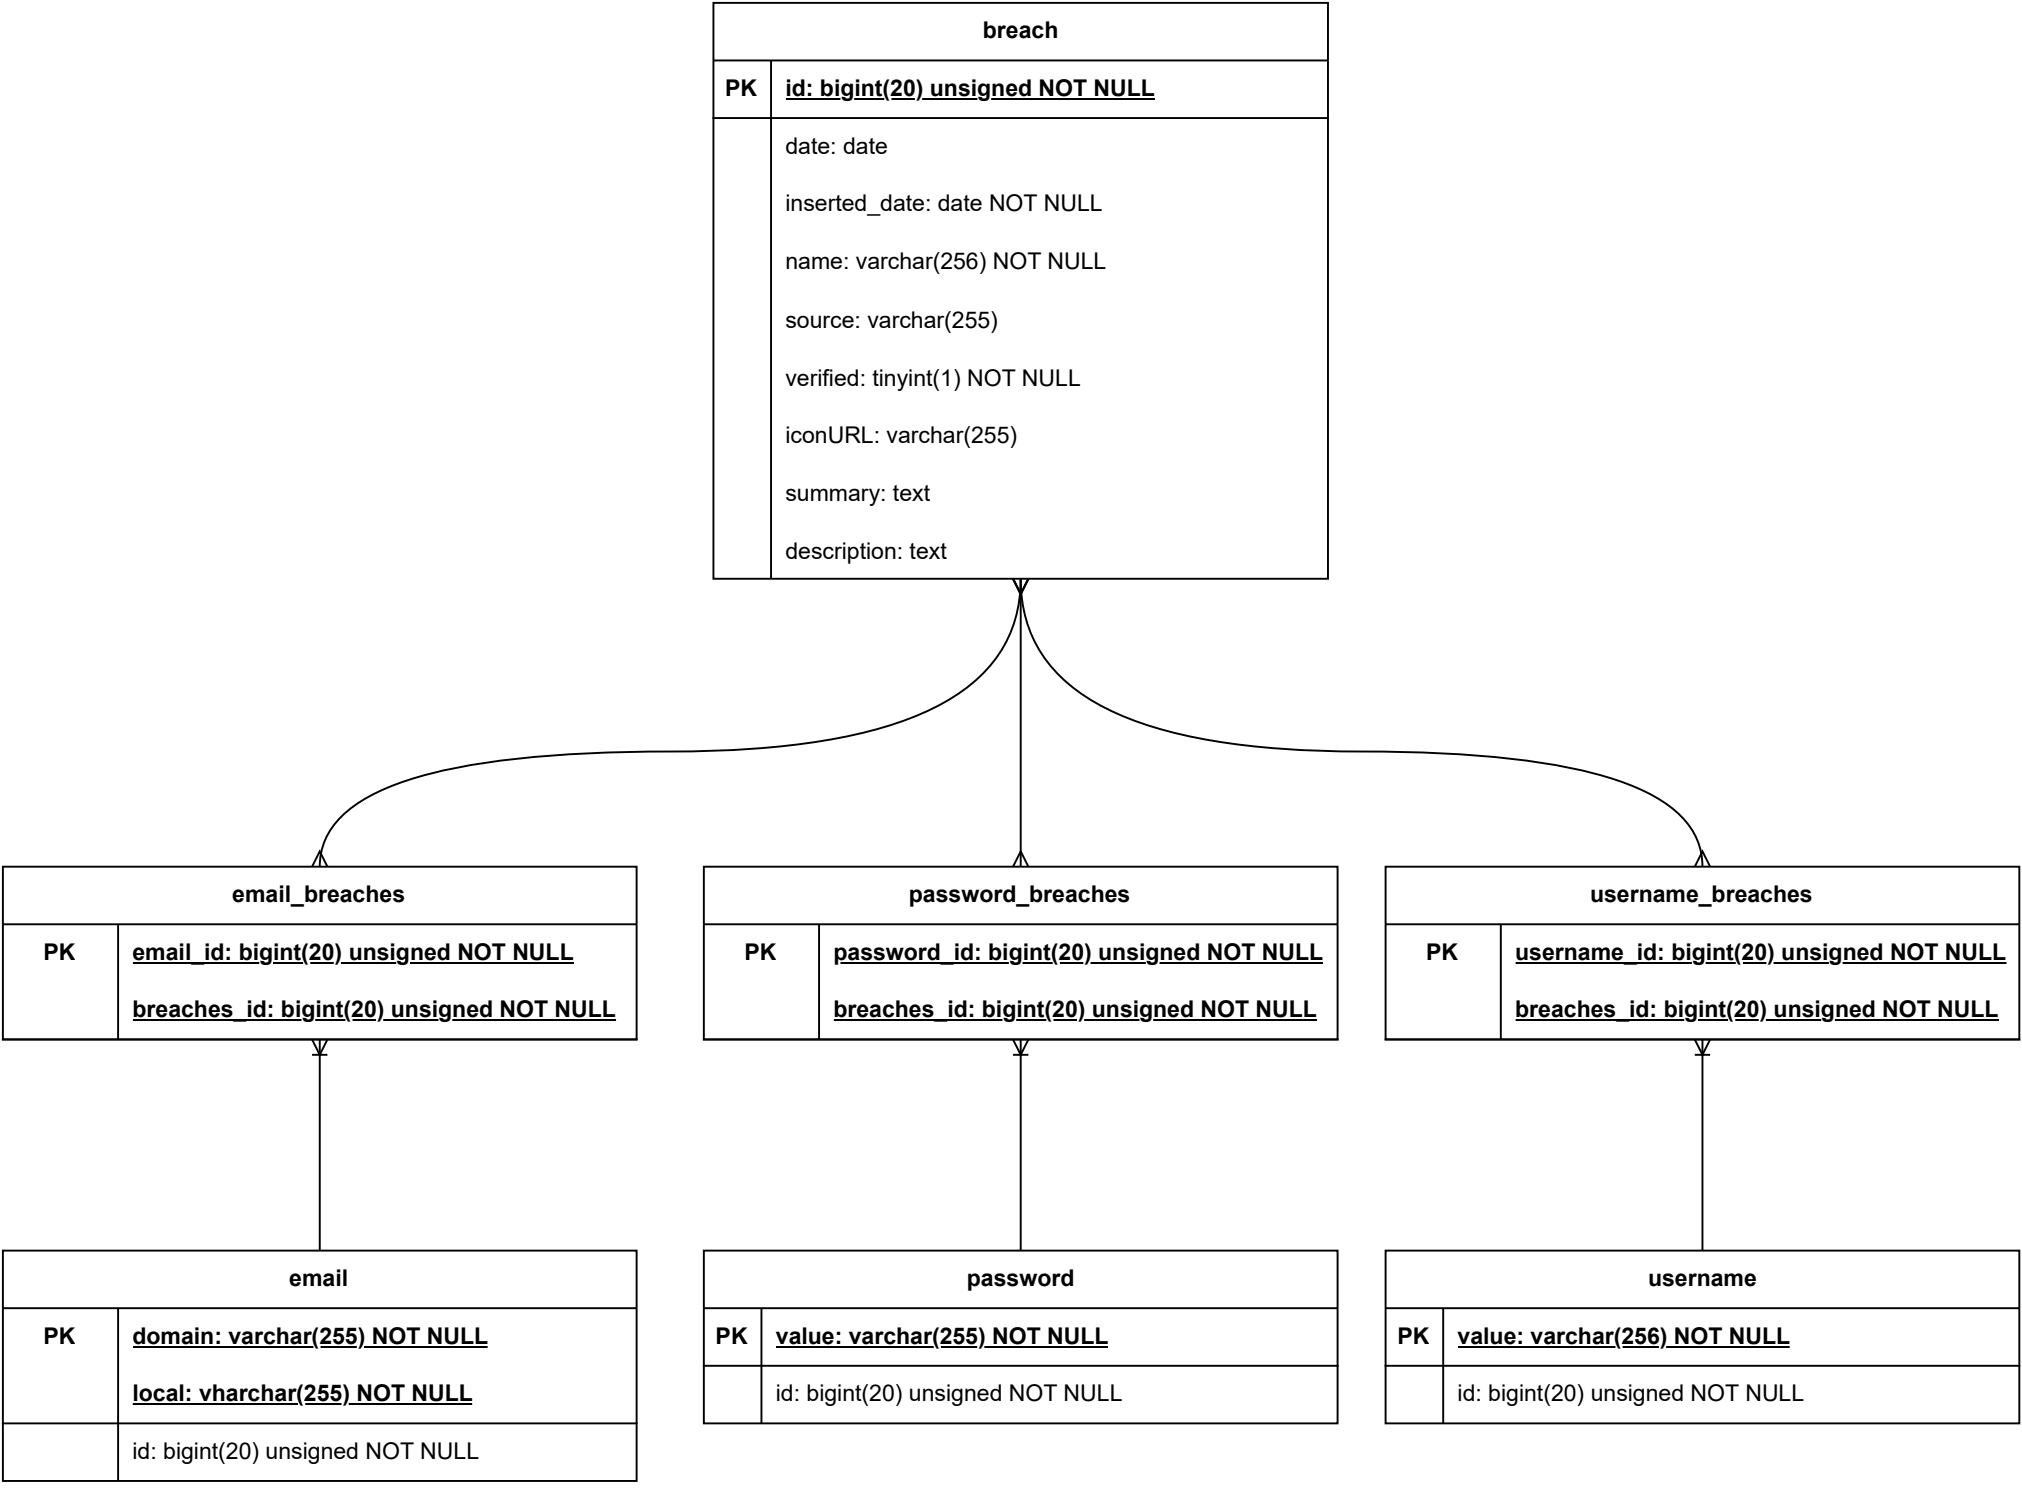 breach
PK id: bigint(20) unsigned NOT NULL
date: date
inserted_date: date NOT NULL
name: varchar(256) NOT NULL
source: varchar(255)
verified: tinyint(1) NOT NULL
iconURL: varchar(255)
summary: text
description: text
email_breaches
PK email_id: bigint(20) unsigned NOT NULL
breaches_id: bigint(20) unsigned NOT NULL
password_breaches
PK password_id: bigint(20) unsigned NOT NULL
breaches_id: bigint(20) unsigned NOT NULL
username_breaches
PK username_id: bigint(20) unsigned NOT NULL
breaches_id: bigint(20) unsigned NOT NULL
email
PK domain: varchar(255) NOT NULL
local: vharchar(255) NOT NULL
id: bigint(20) unsigned NOT NULL
password
PK value: varchar(255) NOT NULL
id: bigint(20) unsigned NOT NULL
username
PK value: varchar(256) NOT NULL
id: bigint(20) unsigned NOT NULL